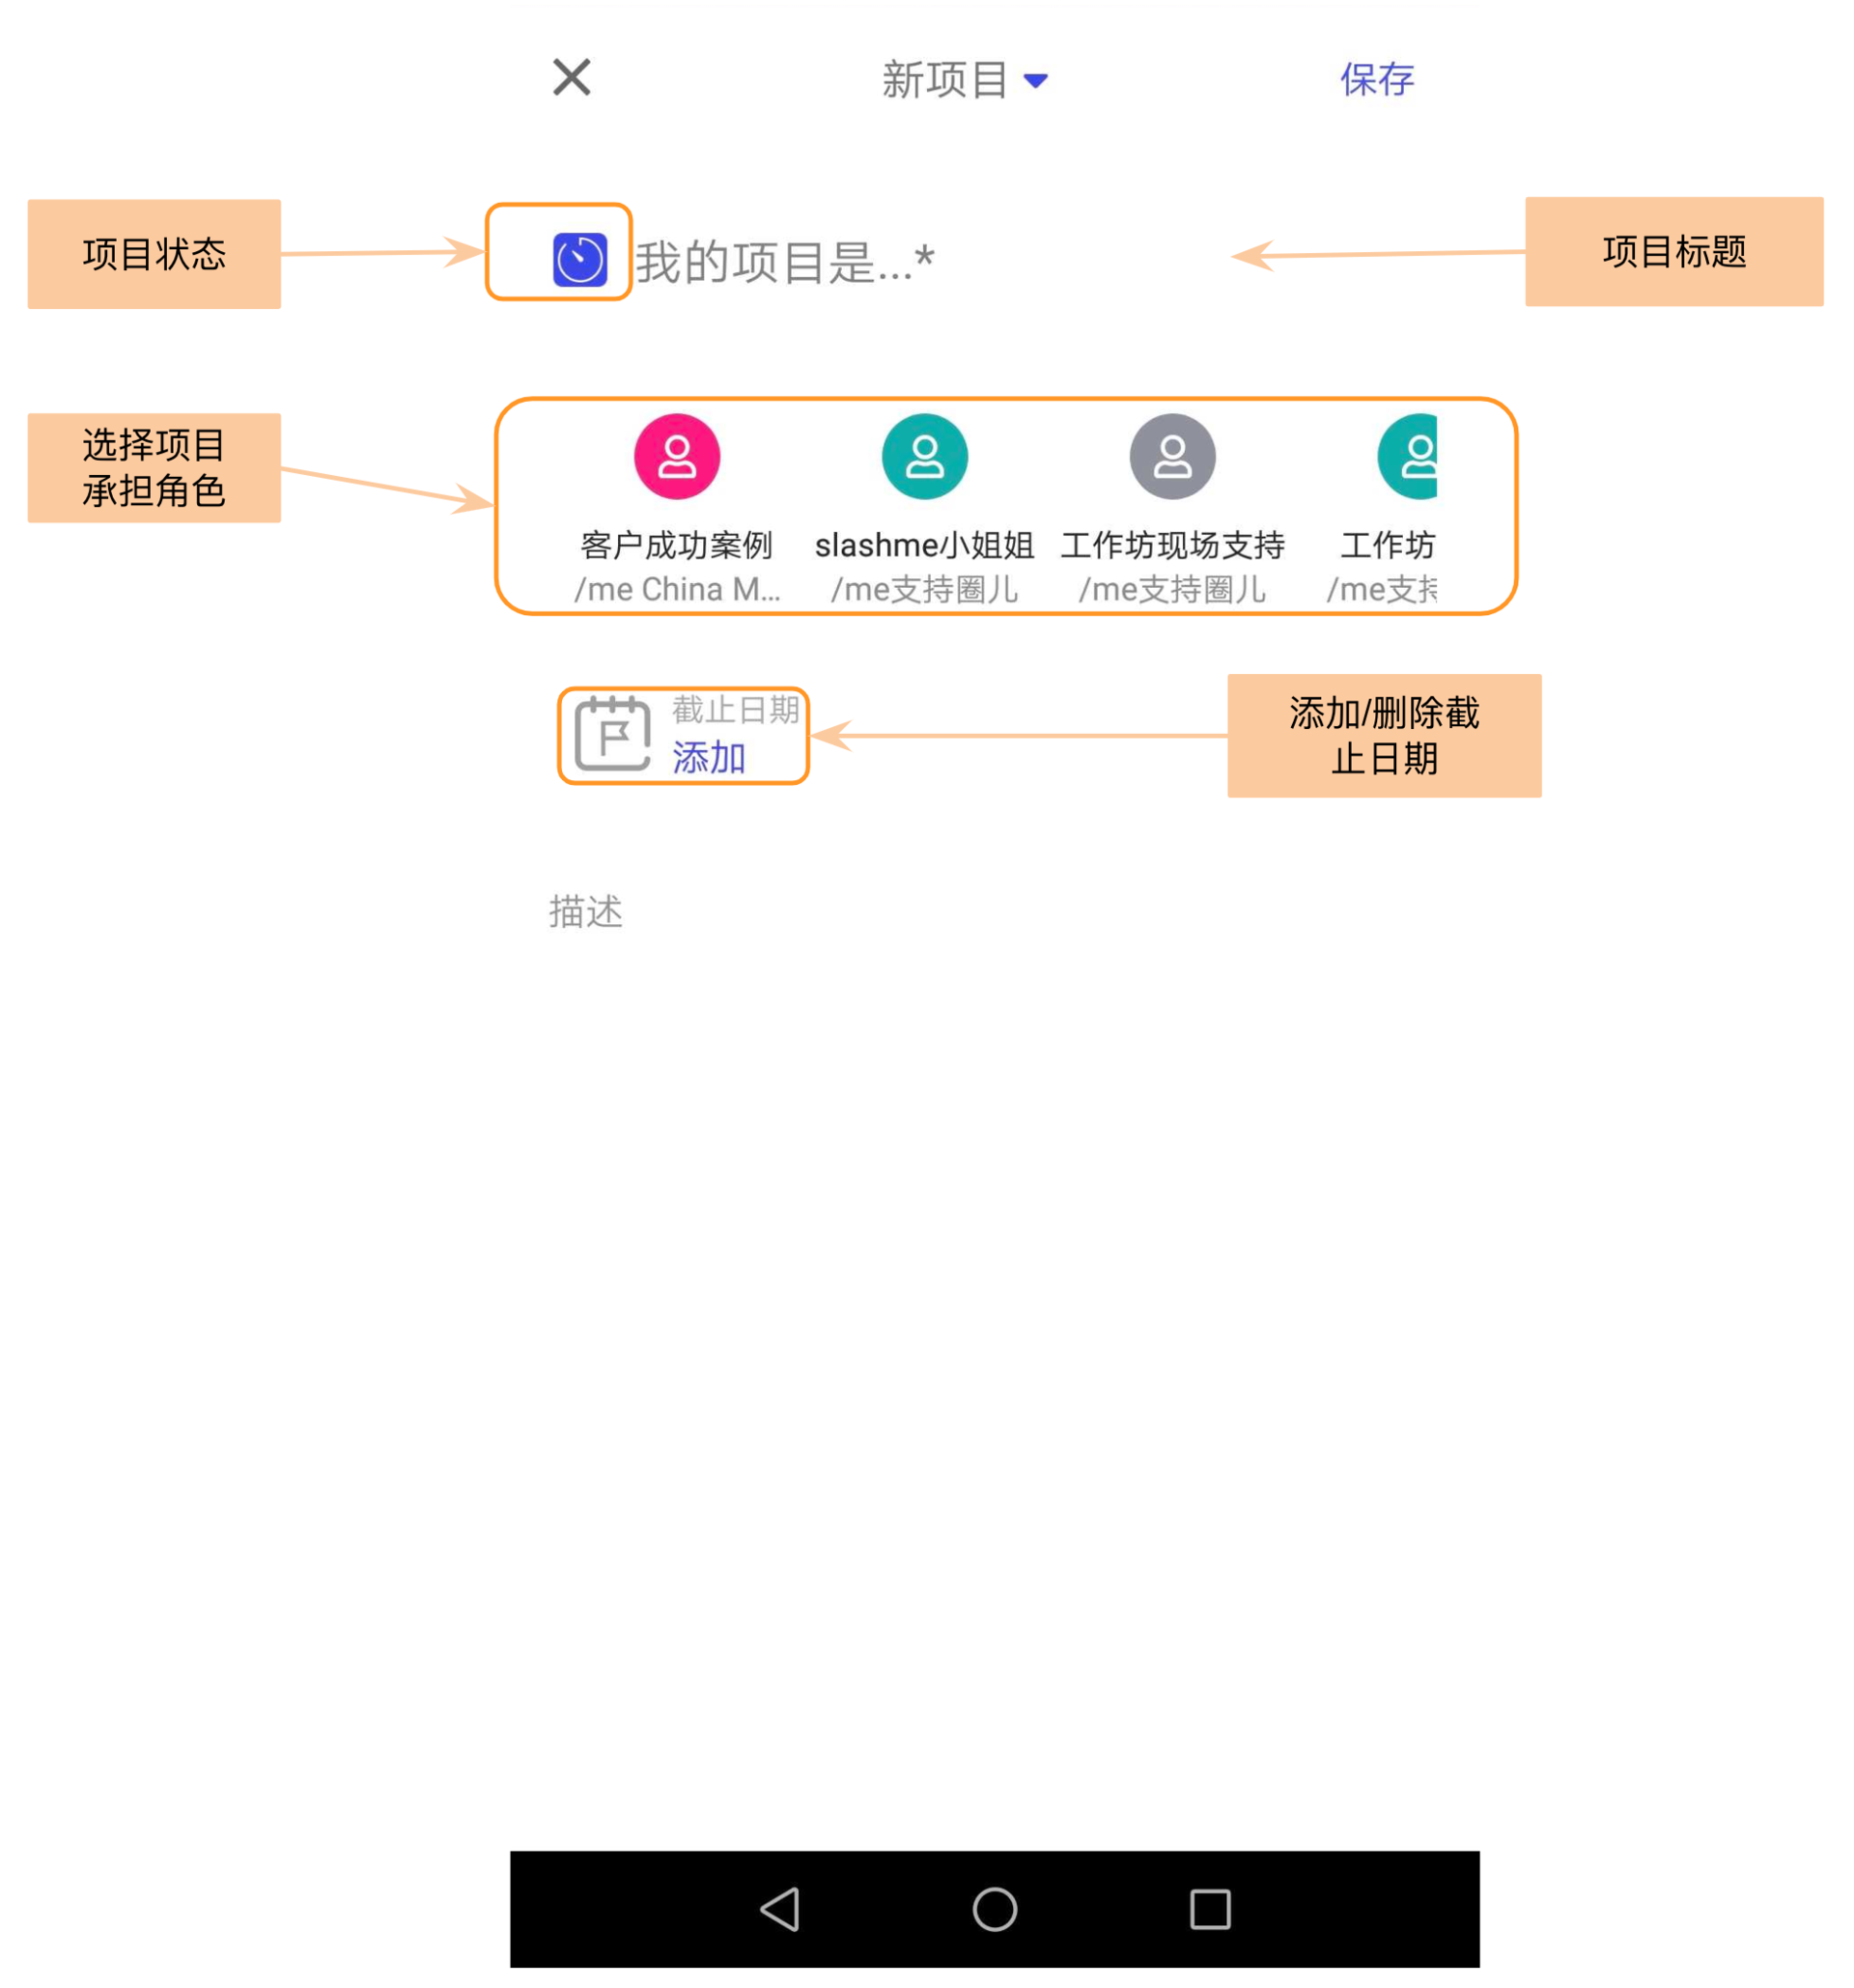 新项目
保存
项目状态
我的项目是...*
项目标题
选择项目
承担角色
客户成功案例
/me China M...
slashme小姐姐
/me支持圈儿
工作坊现场支持
/me支持圈儿
工作坊
/me支持
截止日期
添加
添加/删除截
止日期
描述